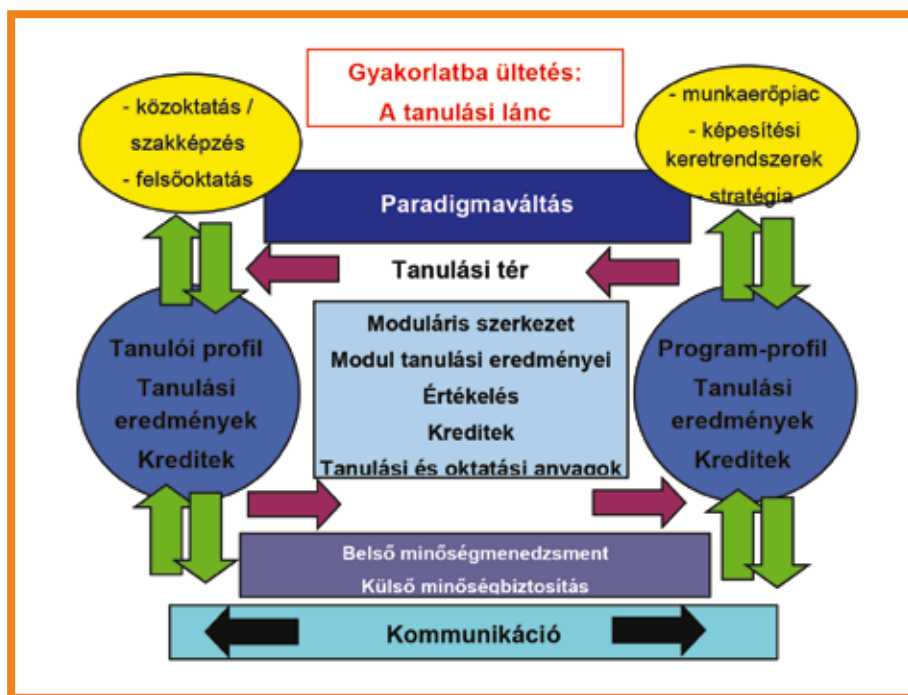 Gyakorlatba ültetés:
A tanulási lánc
- közoktatás /
szakképzés
- felsőoktatás
- munkaerőpiac
- képesítési
keretrendszerek
- stratégia
Paradigmaváltás
Tanulási tér
Moduláris szerkezet
Modul tanulási eredményei
Értékelés
Kreditek
Tanulási és oktatási anyagok
Tanulói profil
Tanulási
eredmények
Kreditek
Program-profil
Tanulási
eredmények
Kreditek
Belső minőségmenedzsment
Külső minőségbiztosítás
Kommunikáció